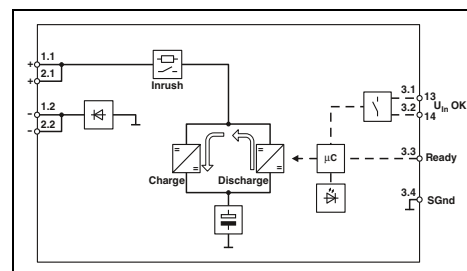 1.1
+
2.1
+
Inrush
1.2
-
2.2
-
Charge
Discharge
µC
3.1
13
Uin OK
3.2
14
3.3
Ready
3.4
SGnd